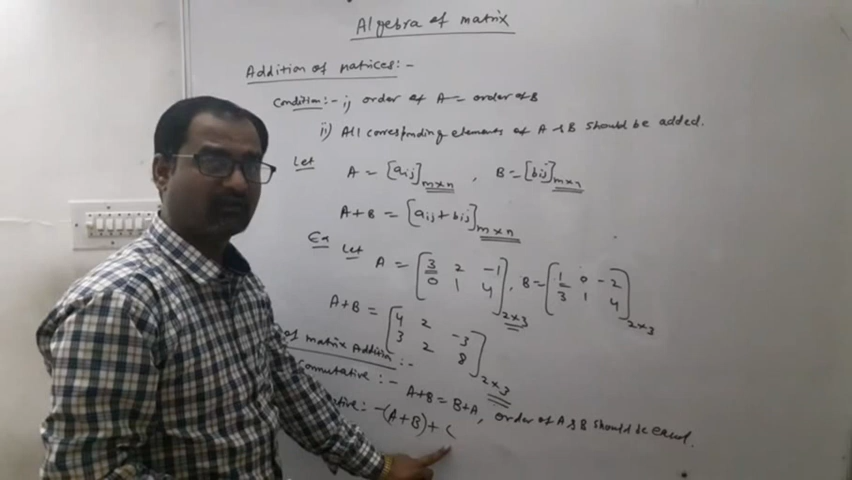 Algebra of matrix
Addition of Matrices:-
Condition:- i) order of A = order of B
ii) All corresponding elements of A & B should be added.
Let A = [aij]m×n , B = [bij]m×n
A+B = [aij + bij]m×n
Ex Let A = [3 2 -1
0 1 4]2×3 , B = [1 0 -2
3 1 4]2×3
A+B = [4 2 -3
3 2 8]2×3
of matrix Addition :-
Commutative :- A+B = B+A, order of A & B should be equal.
:- (A+B)+ (